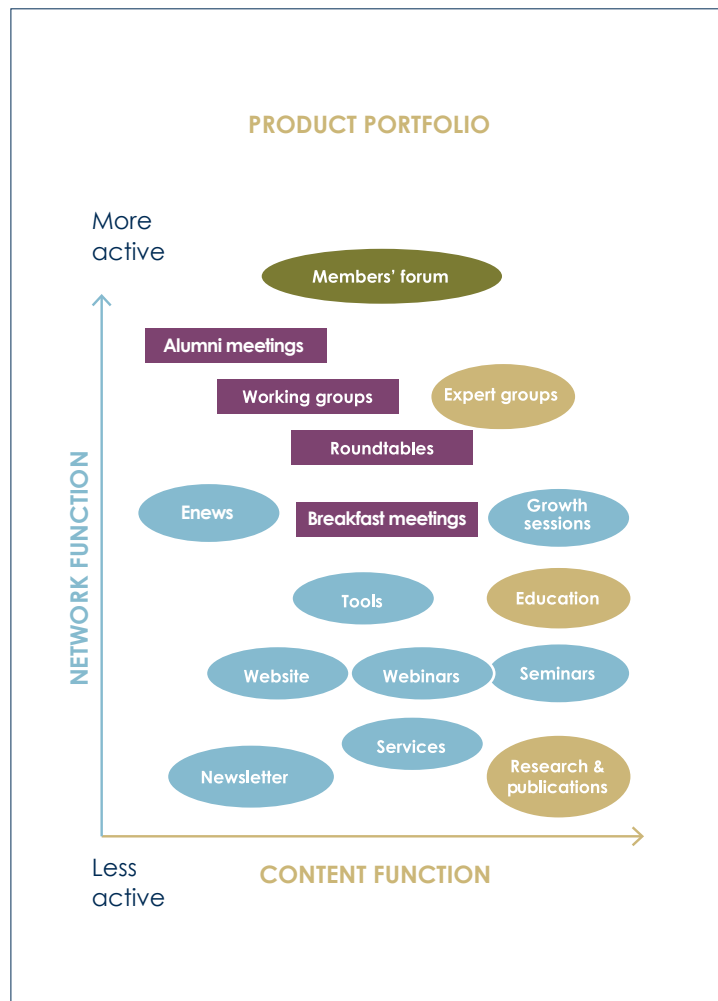 PRODUCT PORTFOLIO
More
active
Members’ forum
Alumni meetings
Working groups
Expert groups
Roundtables
Enews
Breakfast meetings
Growth
sessions
Tools
Education
Website
Webinars
Seminars
Services
Newsletter
Research &
publications
NETWORK FUNCTION
Less
active
CONTENT FUNCTION